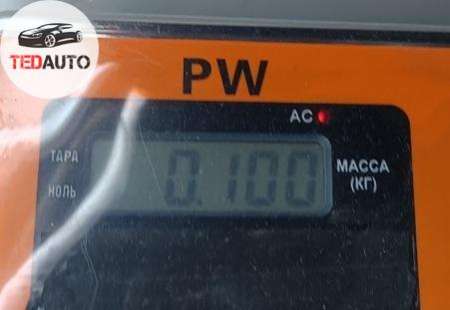 TEDAUTO
PW
AC
ТАРА
НОЛЬ
0.100
МАССА
(КГ)